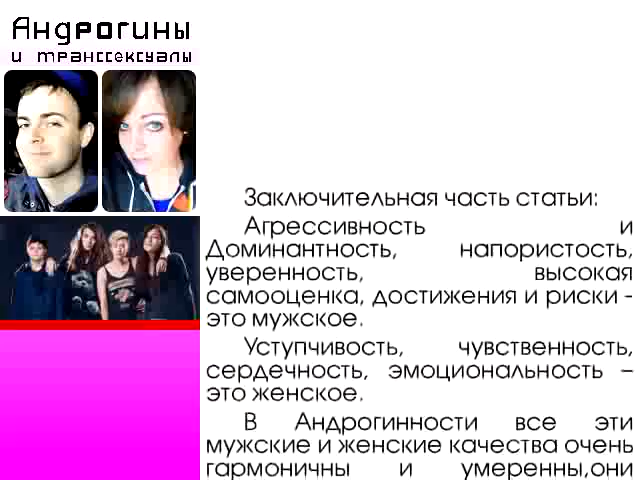 Андрогины
и транссексуалы
Заключительная часть статьи:
Агрессивность и
Доминантность, напористость,
уверенность, высокая
самооценка, достижения и риски -
это мужское.
Уступчивость, чувственность,
сердечность, эмоциональность –
это женское.
В Андрогинности все эти
мужские и женские качества очень
гармоничны и умеренны,они